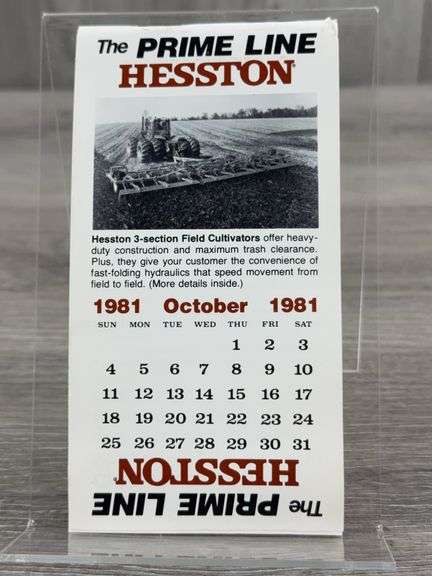 The PRIME LINE
HESSTON
Hesston 3-section Field Cultivators offer heavy-
duty construction and maximum trash clearance.
Plus, they give your customer the convenience of
fast-folding hydraulics that speed movement from
field to field. (More details inside.)
1981 October 1981
SUN MON TUE WED THU FRI SAT
1 2 3
4 5 6 7 8 9 10
11 12 13 14 15 16 17
18 19 20 21 22 23 24
25 26 27 28 29 30 31
HESSTON
The PRIME LINE